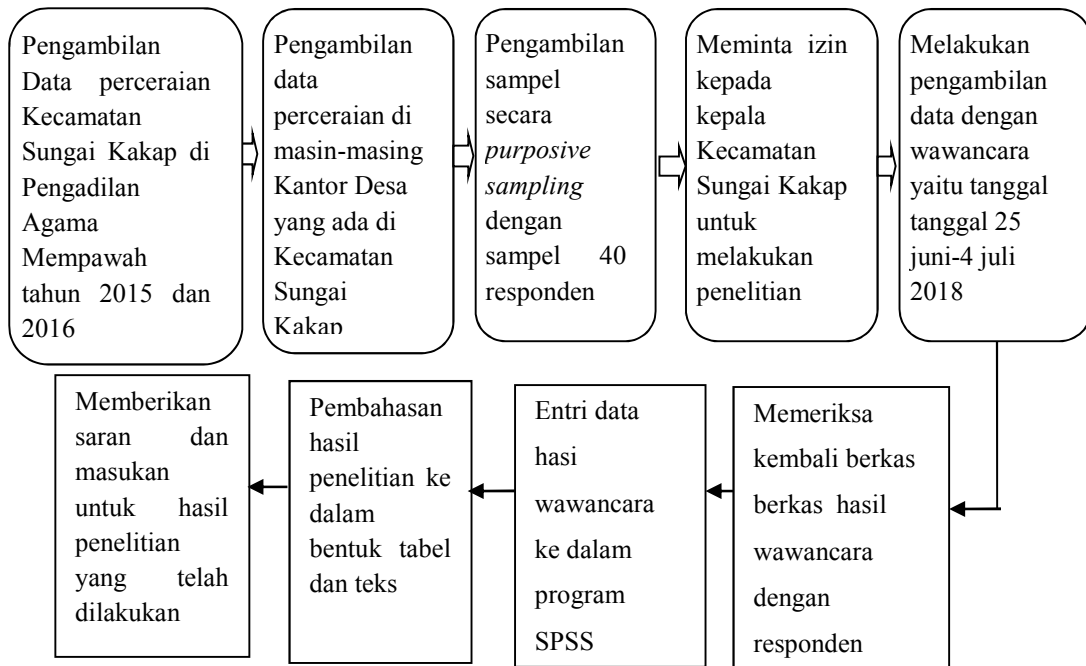 Pengambilan
Data perceraian
Kecamatan
Sungai Kakap di
Pengadilan
Agama
Mempawah
tahun 2015 dan
2016
Pengambilan
data
perceraian di
masin-masing
Kantor Desa
yang ada di
Kecamatan
Sungai
Kakap
Pengambilan
sampel
secara
purposive
sampling
dengan
sampel 40
responden
Meminta izin
kepada
kepala
Kecamatan
Sungai Kakap
untuk
melakukan
penelitian
Melakukan
pengambilan
data dengan
wawancara
yaitu tanggal
tanggal 25
juni-4 juli
2018
Memeriksa
kembali berkas
berkas hasil
wawancara
dengan
responden
Entri data
hasi
wawancara
ke dalam
program
SPSS
Pembahasan
hasil
penelitian ke
dalam
bentuk tabel
dan teks
Memberikan
saran dan
masukan
untuk hasil
penelitian
yang telah
dilakukan